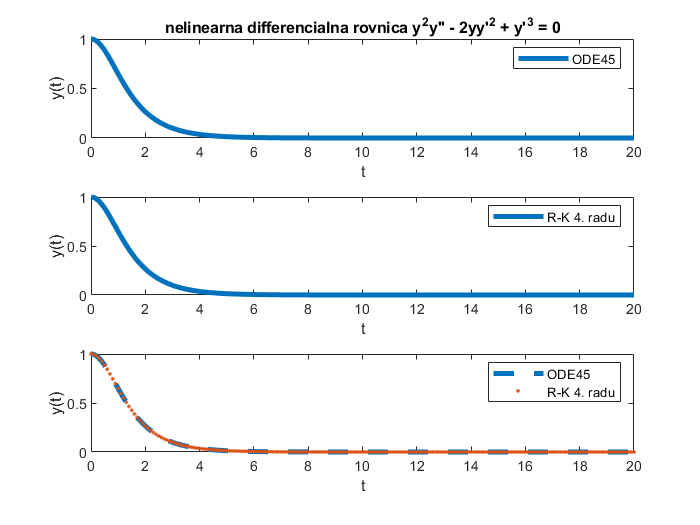 nelinearna differencialna rovnica y²y" - 2yy'² + y'³ = 0
1
0.5
0
y(t)
ODE45
0 2 4 6 8 10 12 14 16 18 20
t
1
0.5
0
y(t)
R-K 4. radu
0 2 4 6 8 10 12 14 16 18 20
t
1
0.5
0
y(t)
ODE45
R-K 4. radu
0 2 4 6 8 10 12 14 16 18 20
t